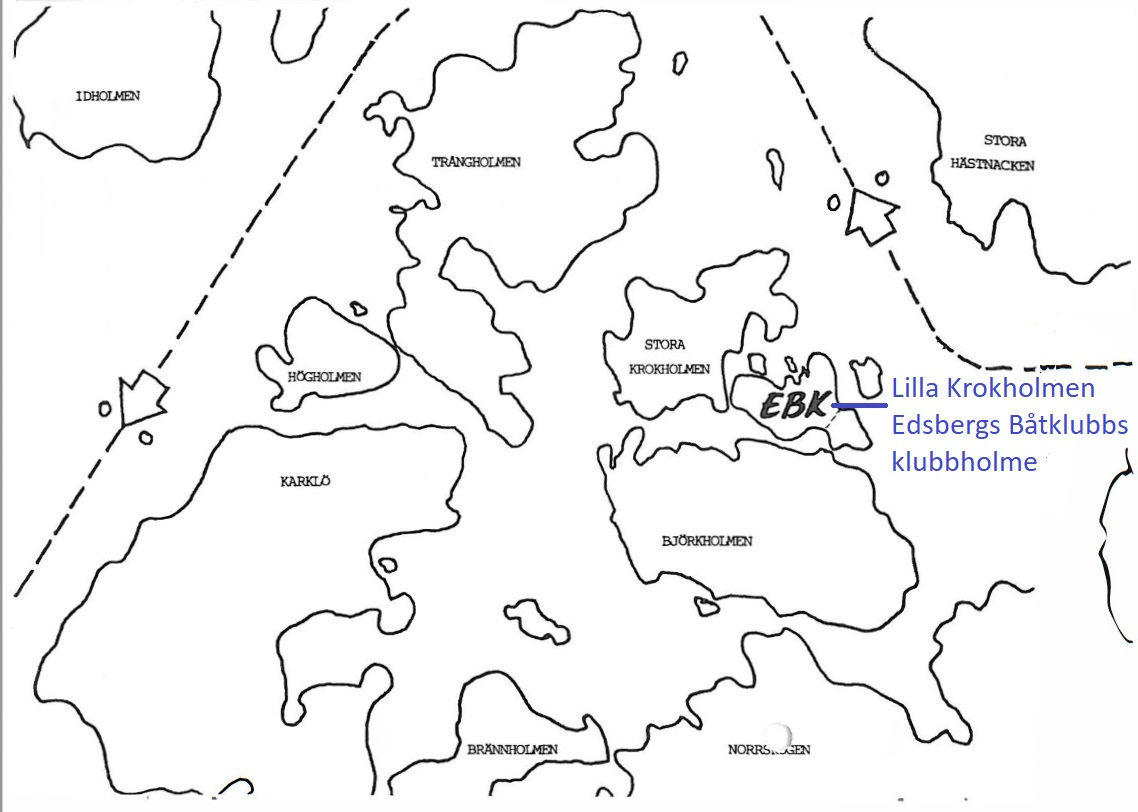 IDHOLMEN
TRÅNGHOLMEN
STORA
HÄSTNACKEN
STORA
KROKHOLMEN
HÖGHOLMEN
EBK
Lilla Krokholmen
Edsbergs Båtklubbs
klubbholme
KARKLÖ
BJÖRKHOLMEN
BRÄNNHOLMEN